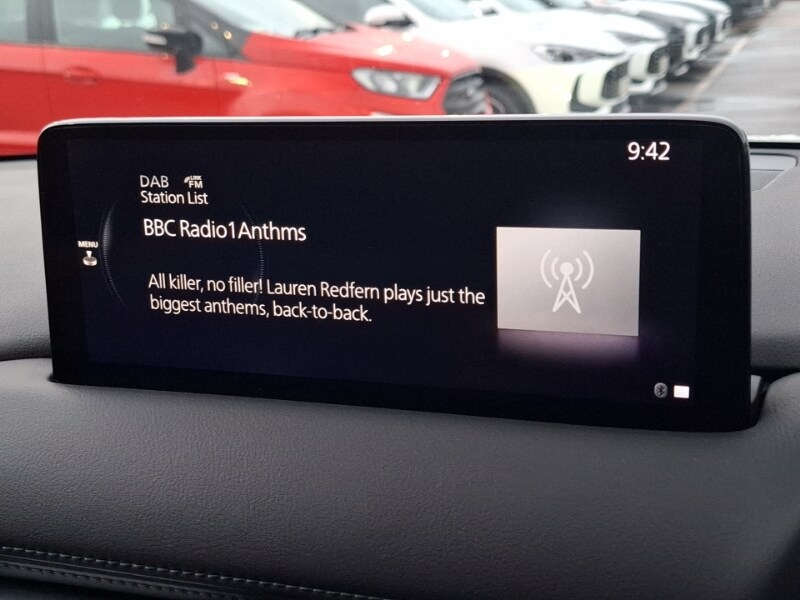 9:42
DAB LINK FM
Station List
BBC Radio1Anthms
MENU
All killer, no filler! Lauren Redfern plays just the
biggest anthems, back-to-back.